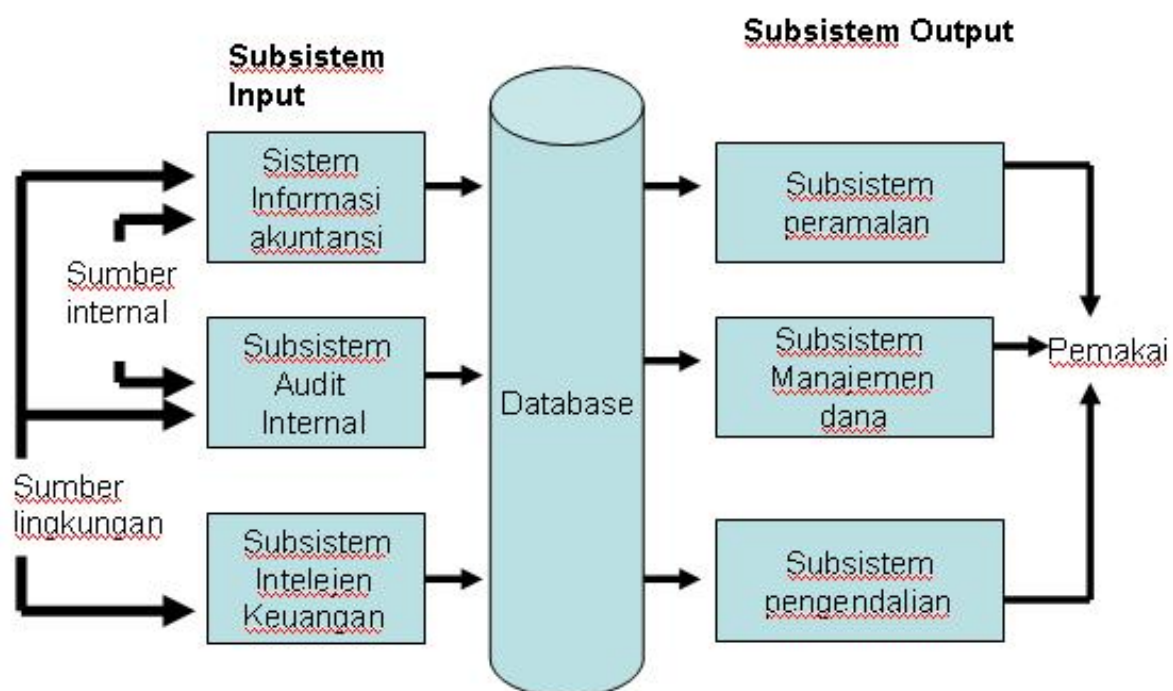 Subsistem
Input
Subsistem Output
Sistem
Informasi
akuntansi
Subsistem
peramalan
Sumber
internal
Subsistem
Audit
Internal
Database
Subsistem
Manajemen
dana
Pemakai
Sumber
lingkungan
Subsistem
Intelejen
Keuangan
Subsistem
pengendalian